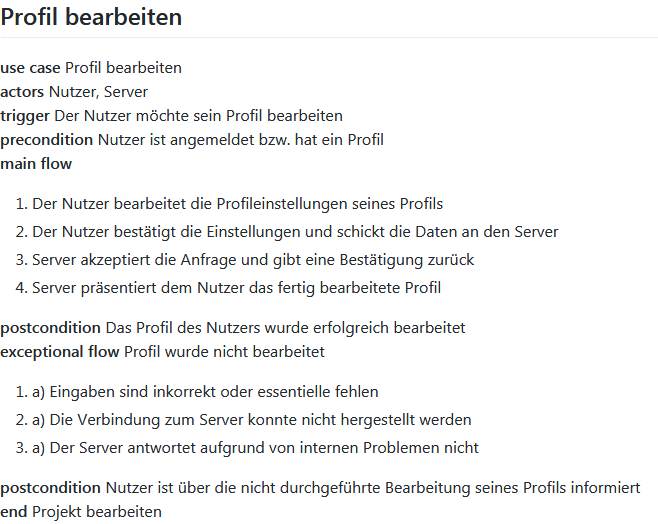 Profil bearbeiten
use case Profil bearbeiten
actors Nutzer, Server
trigger Der Nutzer möchte sein Profil bearbeiten
precondition Nutzer ist angemeldet bzw. hat ein Profil
main flow
1. Der Nutzer bearbeitet die Profileinstellungen seines Profils
2. Der Nutzer bestätigt die Einstellungen und schickt die Daten an den Server
3. Server akzeptiert die Anfrage und gibt eine Bestätigung zurück
4. Server präsentiert dem Nutzer das fertig bearbeitete Profil
postcondition Das Profil des Nutzers wurde erfolgreich bearbeitet
exceptional flow Profil wurde nicht bearbeitet
1. a) Eingaben sind inkorrekt oder essentielle fehlen
2. a) Die Verbindung zum Server konnte nicht hergestellt werden
3. a) Der Server antwortet aufgrund von internen Problemen nicht
postcondition Nutzer ist über die nicht durchgeführte Bearbeitung seines Profils informiert
end Projekt bearbeiten